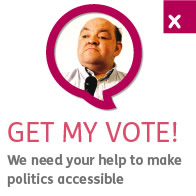 x
GET MY VOTE!
We need your help to make
politics accessible